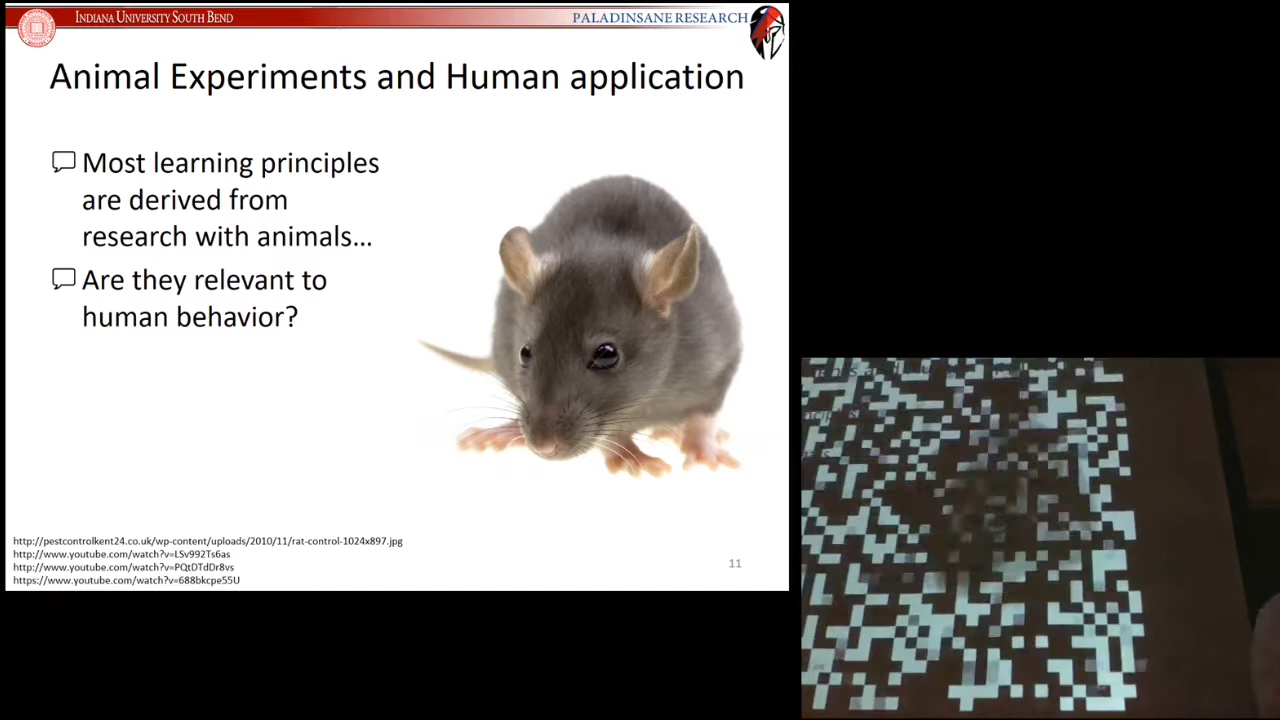 INDIANA UNIVERSITY SOUTH BEND
PALADINSANE RESEARCH
Animal Experiments and Human application
Most learning principles
are derived from
research with animals...
Are they relevant to
human behavior?
http://pestcontrolkent24.co.uk/wp-content/uploads/2010/11/rat-control-1024x897.jpg
http://www.youtube.com/watch?v=LSv992Ts6as
http://www.youtube.com/watch?v=PQtDTdDr8vs
https://www.youtube.com/watch?v=688bkcpe55U
11